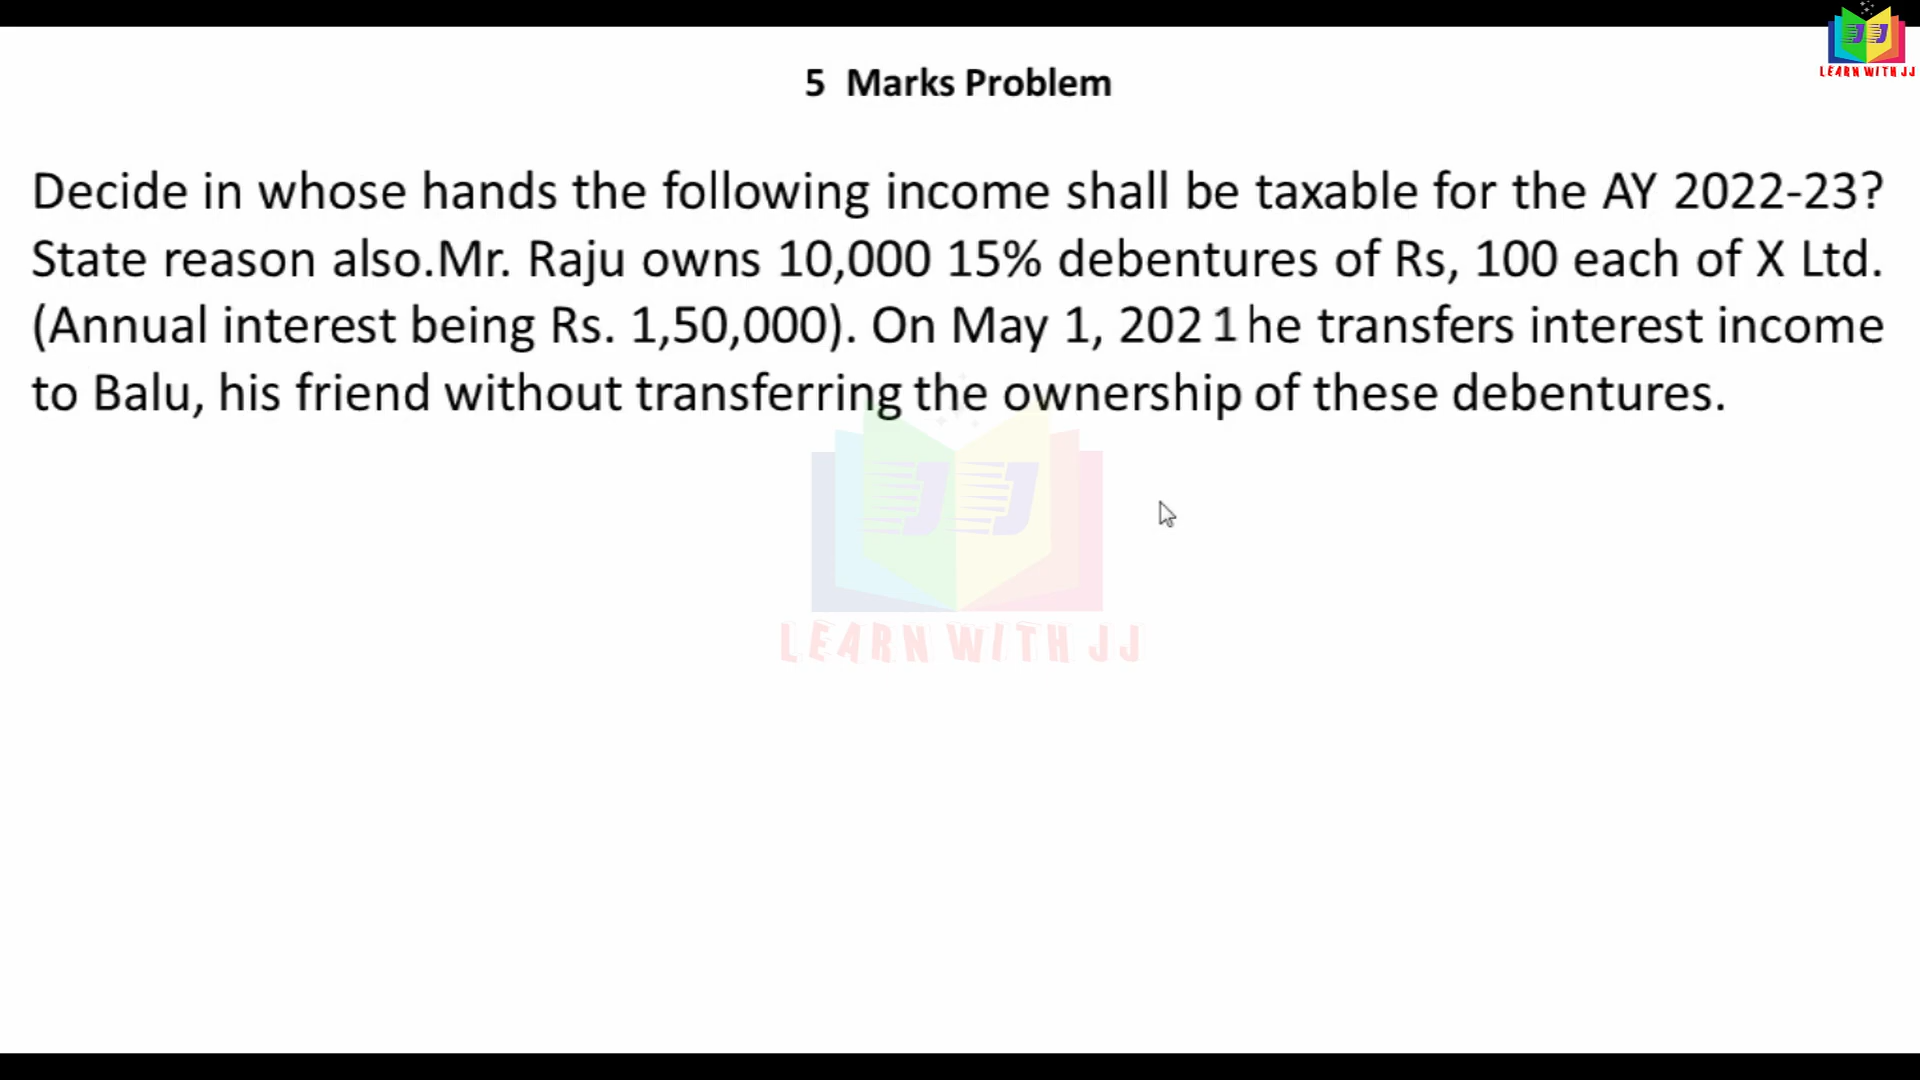 LEARN WITH JJ
5 Marks Problem
Decide in whose hands the following income shall be taxable for the AY 2022-23?
State reason also.Mr. Raju owns 10,000 15% debentures of Rs, 100 each of X Ltd.
(Annual interest being Rs. 1,50,000). On May 1, 2021 he transfers interest income
to Balu, his friend without transferring the ownership of these debentures.
JJ
LEARN WITH JJ